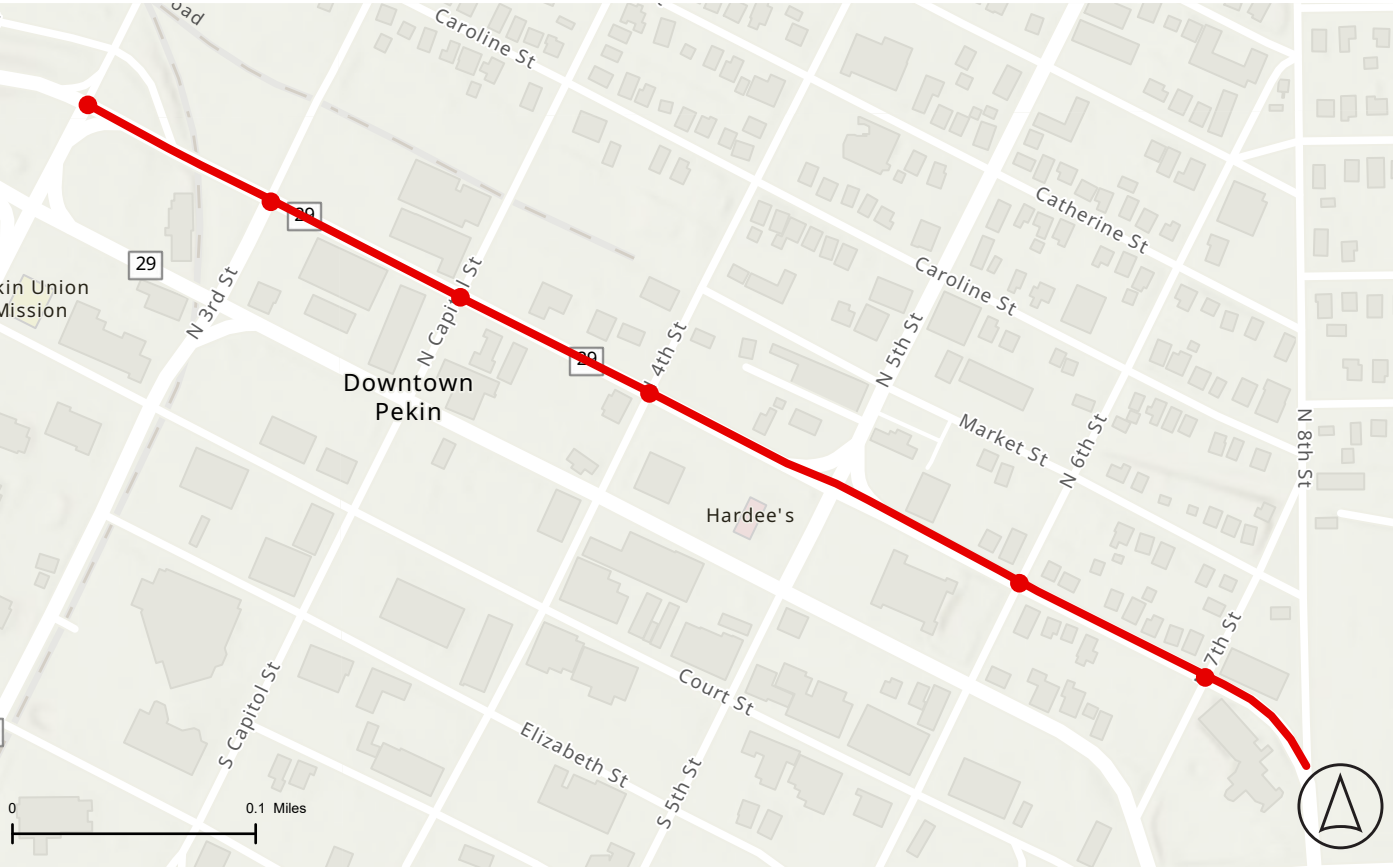 oad
Caroline St
Catherine St
29
29
N 3rd St
kin Union
Mission
N Capitol St
Caroline St
29
4th St
N 5th St
Downtown
Pekin
Market St
N 6th St
N 8th St
Hardee's
7th St
Court St
S Capitol St
Elizabeth St
S 5th St
0
0.1 Miles